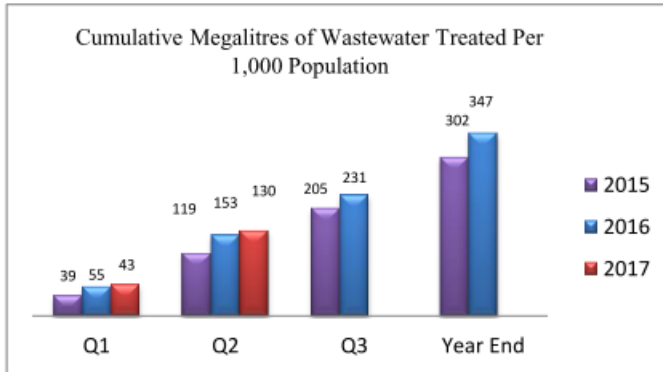 Cumulative Megalitres of Wastewater Treated Per
1,000 Population
347
302
205 231
119 153 130
39 55 43
Q1 Q2 Q3 Year End
2015
2016
2017